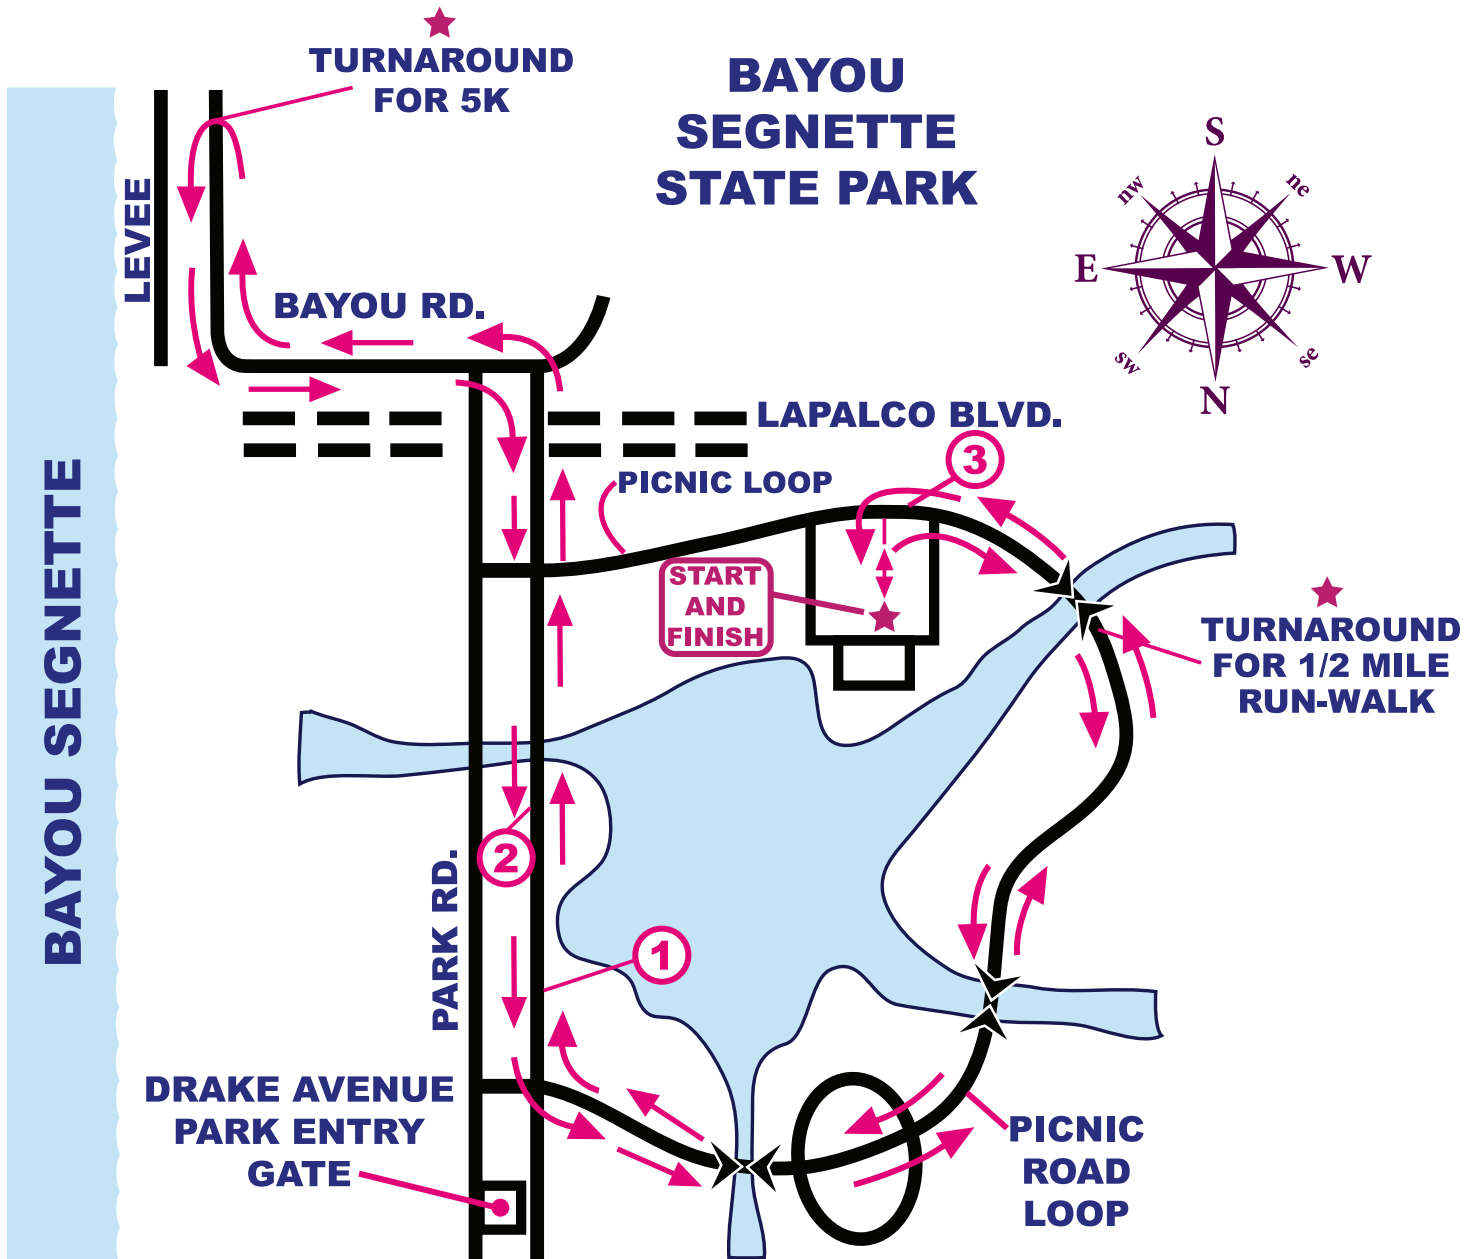 TURNAROUND
FOR 5K
BAYOU
SEGNETTE
STATE PARK
S
nw
ne
E
W
sw
se
N
LEVEE
BAYOU RD.
LAPALCO BLVD.
3
PICNIC LOOP
START
AND
FINISH
TURNAROUND
FOR 1/2 MILE
RUN-WALK
BAYOU SEGNETTE
2
PARK RD.
1
DRAKE AVENUE
PARK ENTRY
GATE
PICNIC
ROAD
LOOP